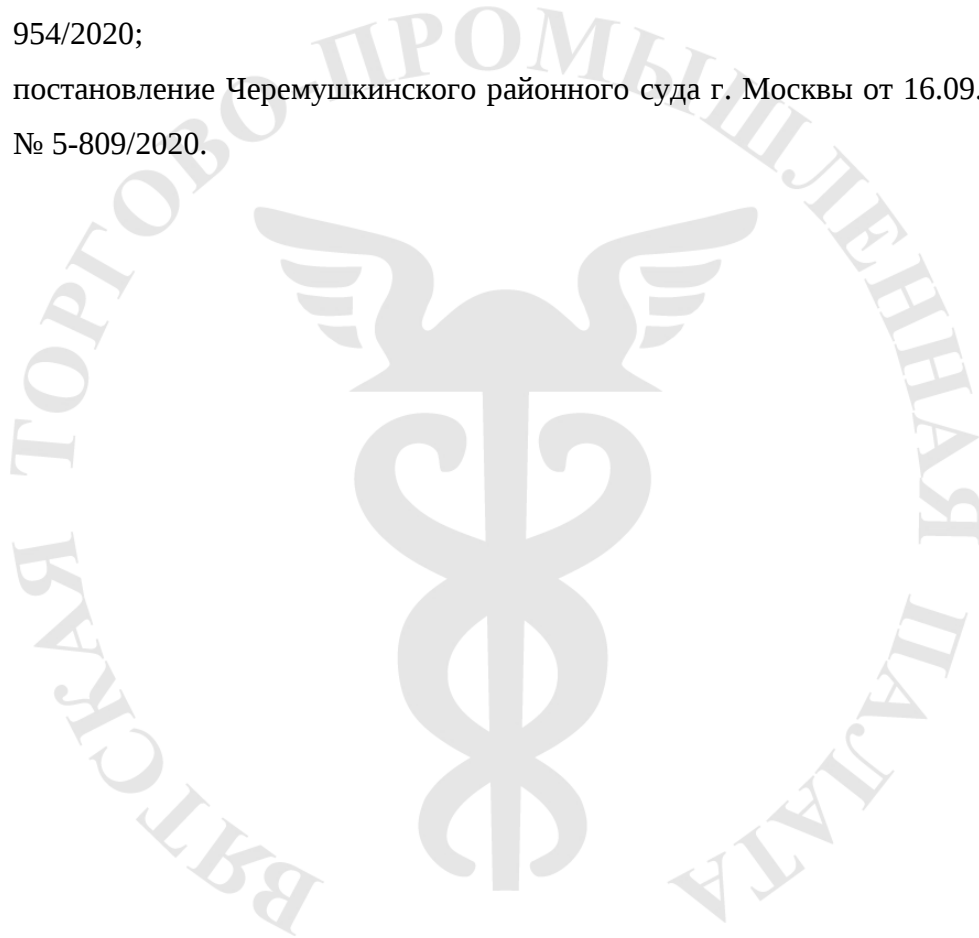 954/2020;
постановление Черемушкинского районного суда г. Москвы от 16.09.
№ 5-809/2020.
ВЯТСКАЯ ТОРГОВО ПРОМЫШЛЕННАЯ ПАЛАТА